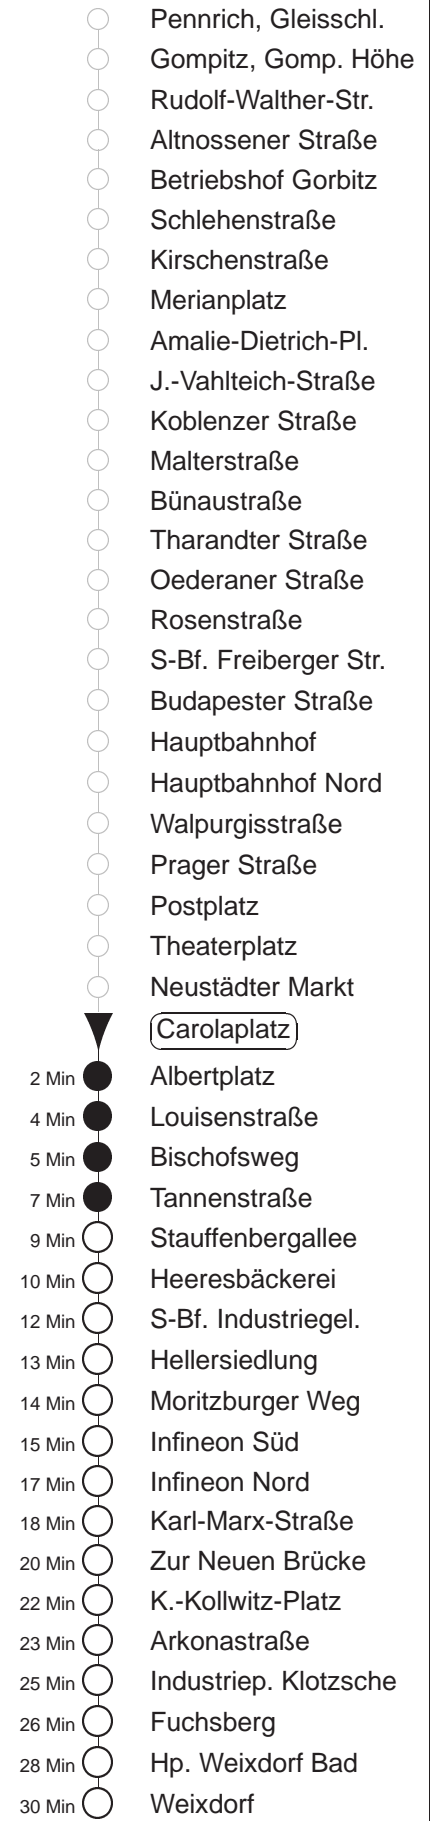 Pennrich, Gleisschl.
Gompitz, Gomp. Höhe
Rudolf-Walther-Str.
Altnossener Straße
Betriebshof Gorbitz
Schlehenstraße
Kirschenstraße
Merianplatz
Amalie-Dietrich-Pl.
J.-Vahlteich-Straße
Koblenzer Straße
Malterstraße
Bünaustraße
Tharandter Straße
Oederaner Straße
Rosenstraße
S-Bf. Freiberger Str.
Budapester Straße
Hauptbahnhof
Hauptbahnhof Nord
Walpurgisstraße
Prager Straße
Postplatz
Theaterplatz
Neustädter Markt
Carolaplatz
2 Min Albertplatz
4 Min Louisenstraße
5 Min Bischofsweg
7 Min Tannenstraße
9 Min Stauffenbergallee
10 Min Heeresbäckerei
12 Min S-Bf. Industriegel.
13 Min Hellersiedlung
14 Min Moritzburger Weg
15 Min Infineon Süd
17 Min Infineon Nord
18 Min Karl-Marx-Straße
20 Min Zur Neuen Brücke
22 Min K.-Kollwitz-Platz
23 Min Arkonastraße
25 Min Industriep. Klotzsche
26 Min Fuchsberg
28 Min Hp. Weixdorf Bad
30 Min Weixdorf